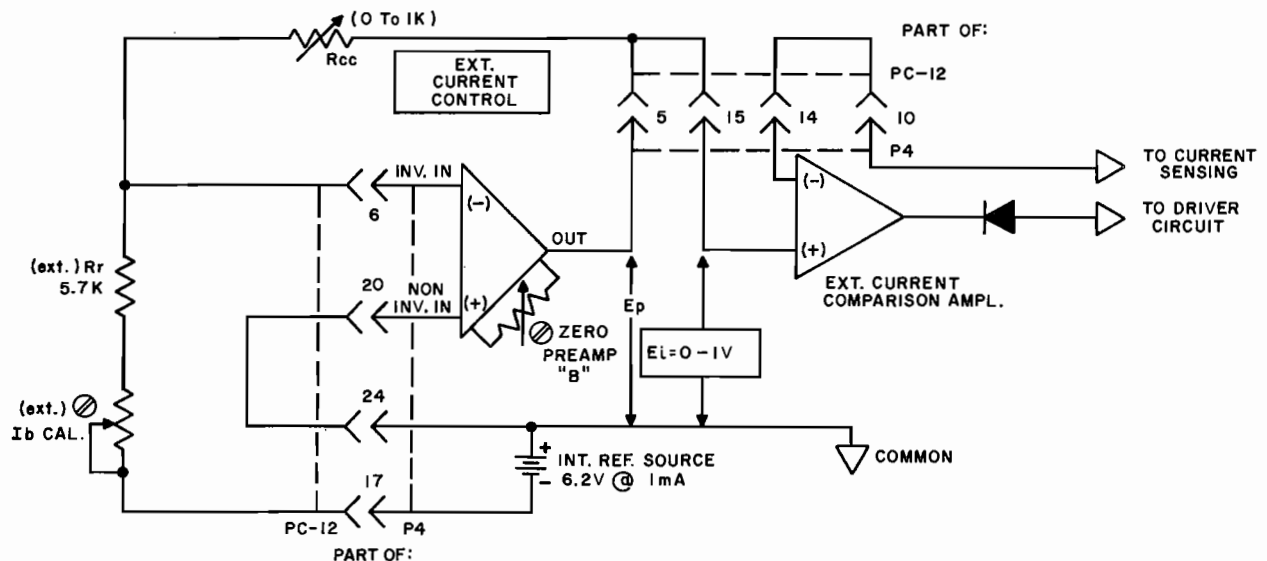 (0 To 1K)
Rcc
EXT.
CURRENT
CONTROL
PART OF:
PC-12
5
15
14
10
P4
TO CURRENT
SENSING
TO DRIVER
CIRCUIT
INV. IN
6
(-)
OUT
(-)
(+)
EXT. CURRENT
COMPARISON AMPL.
(ext.) Rr
5.7K
20
NON
INV. IN
(+)
ZERO
PREAMP
"B"
Ep
Ei=0-1V
(ext.)
Ib CAL.
24
+
-
INT. REF. SOURCE
6.2V @ 1mA
COMMON
17
PC-12
P4
PART OF: